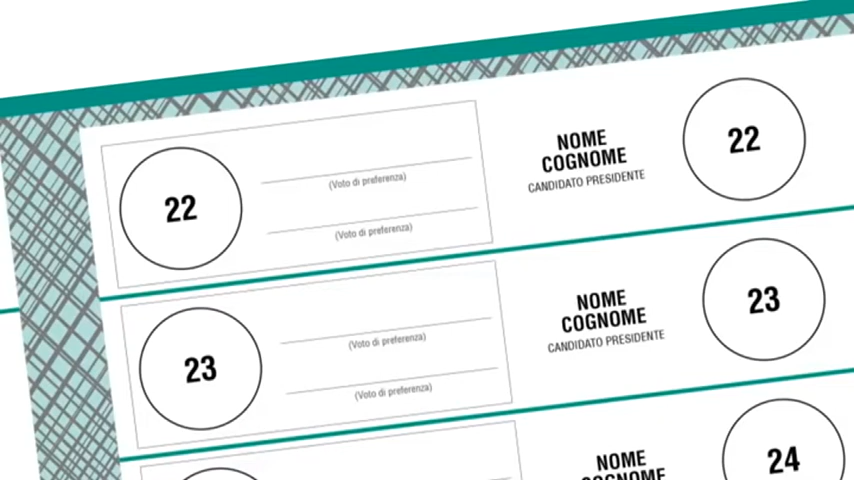 22
(Voto di preferenza)
(Voto di preferenza)
NOME
COGNOME
CANDIDATO PRESIDENTE
22
23
(Voto di preferenza)
(Voto di preferenza)
NOME
COGNOME
CANDIDATO PRESIDENTE
23
NOME
COGNOME
24